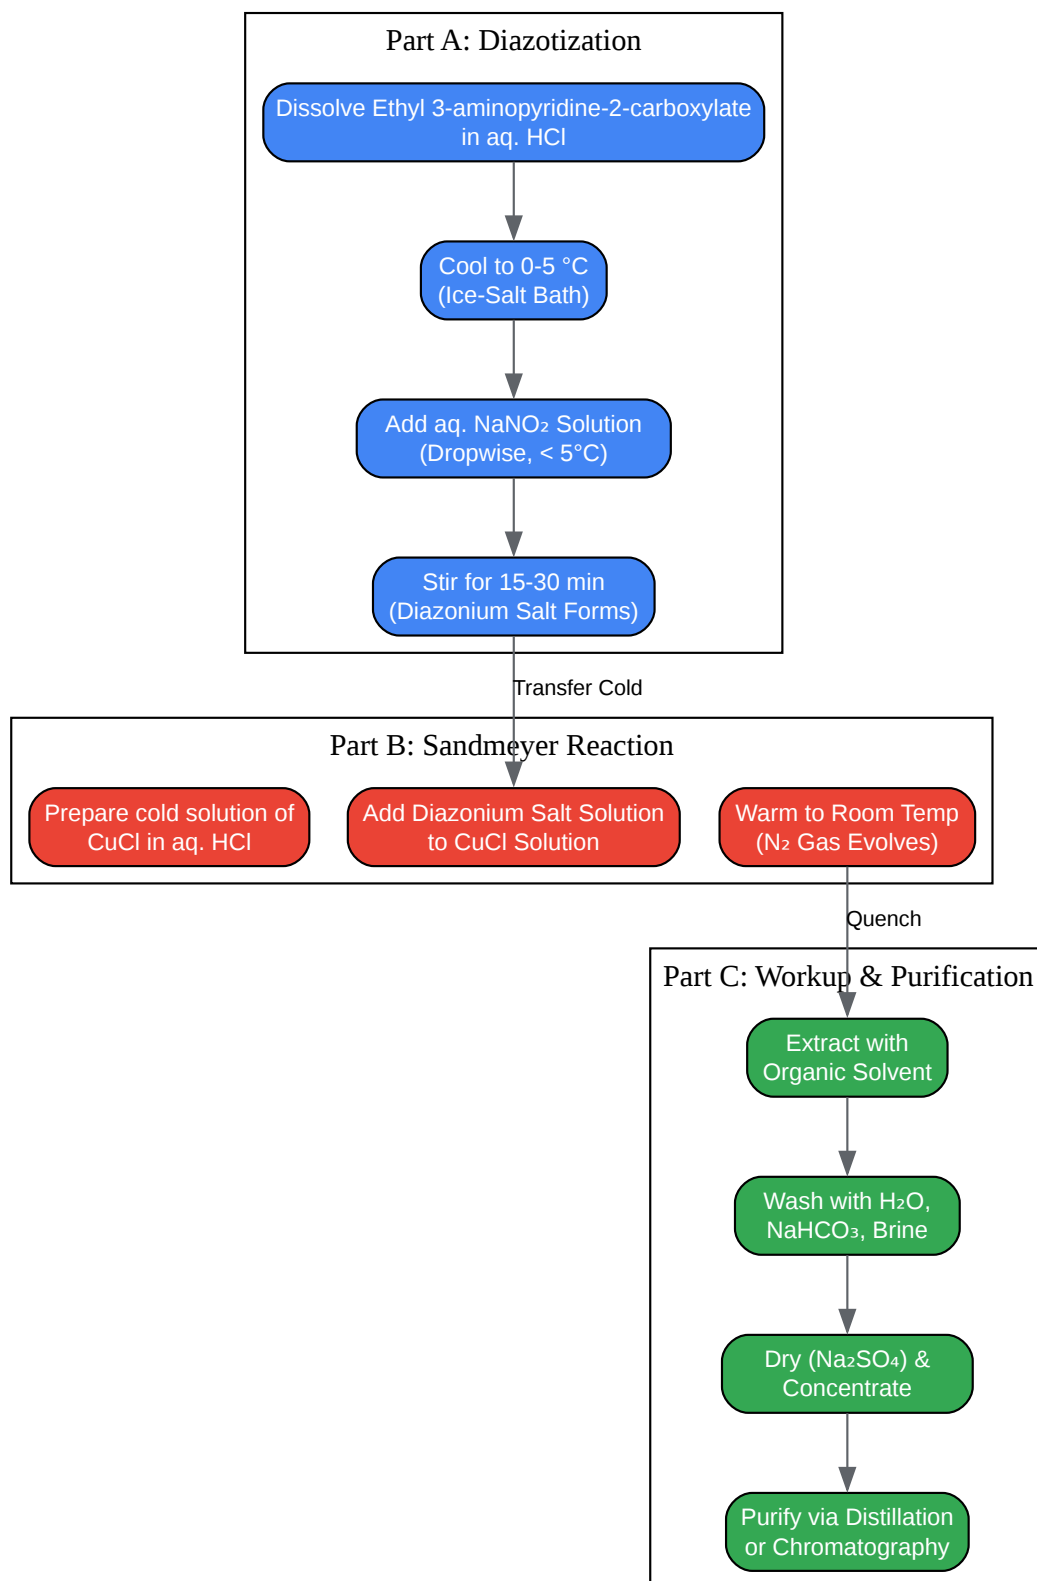 Part A: Diazotization
Dissolve Ethyl 3-aminopyridine-2-carboxylate
in aq. HCl
Cool to 0-5 °C
(Ice-Salt Bath)
Add aq. NaNO₂ Solution
(Dropwise, < 5°C)
Stir for 15-30 min
(Diazonium Salt Forms)
Transfer Cold
Part B: Sandmeyer Reaction
Prepare cold solution of
CuCl in aq. HCl
Add Diazonium Salt Solution
to CuCl Solution
Warm to Room Temp
(N₂ Gas Evolves)
Quench
Part C: Workup & Purification
Extract with
Organic Solvent
Wash with H₂O,
NaHCO₃, Brine
Dry (Na₂SO₄) &
Concentrate
Purify via Distillation
or Chromatography